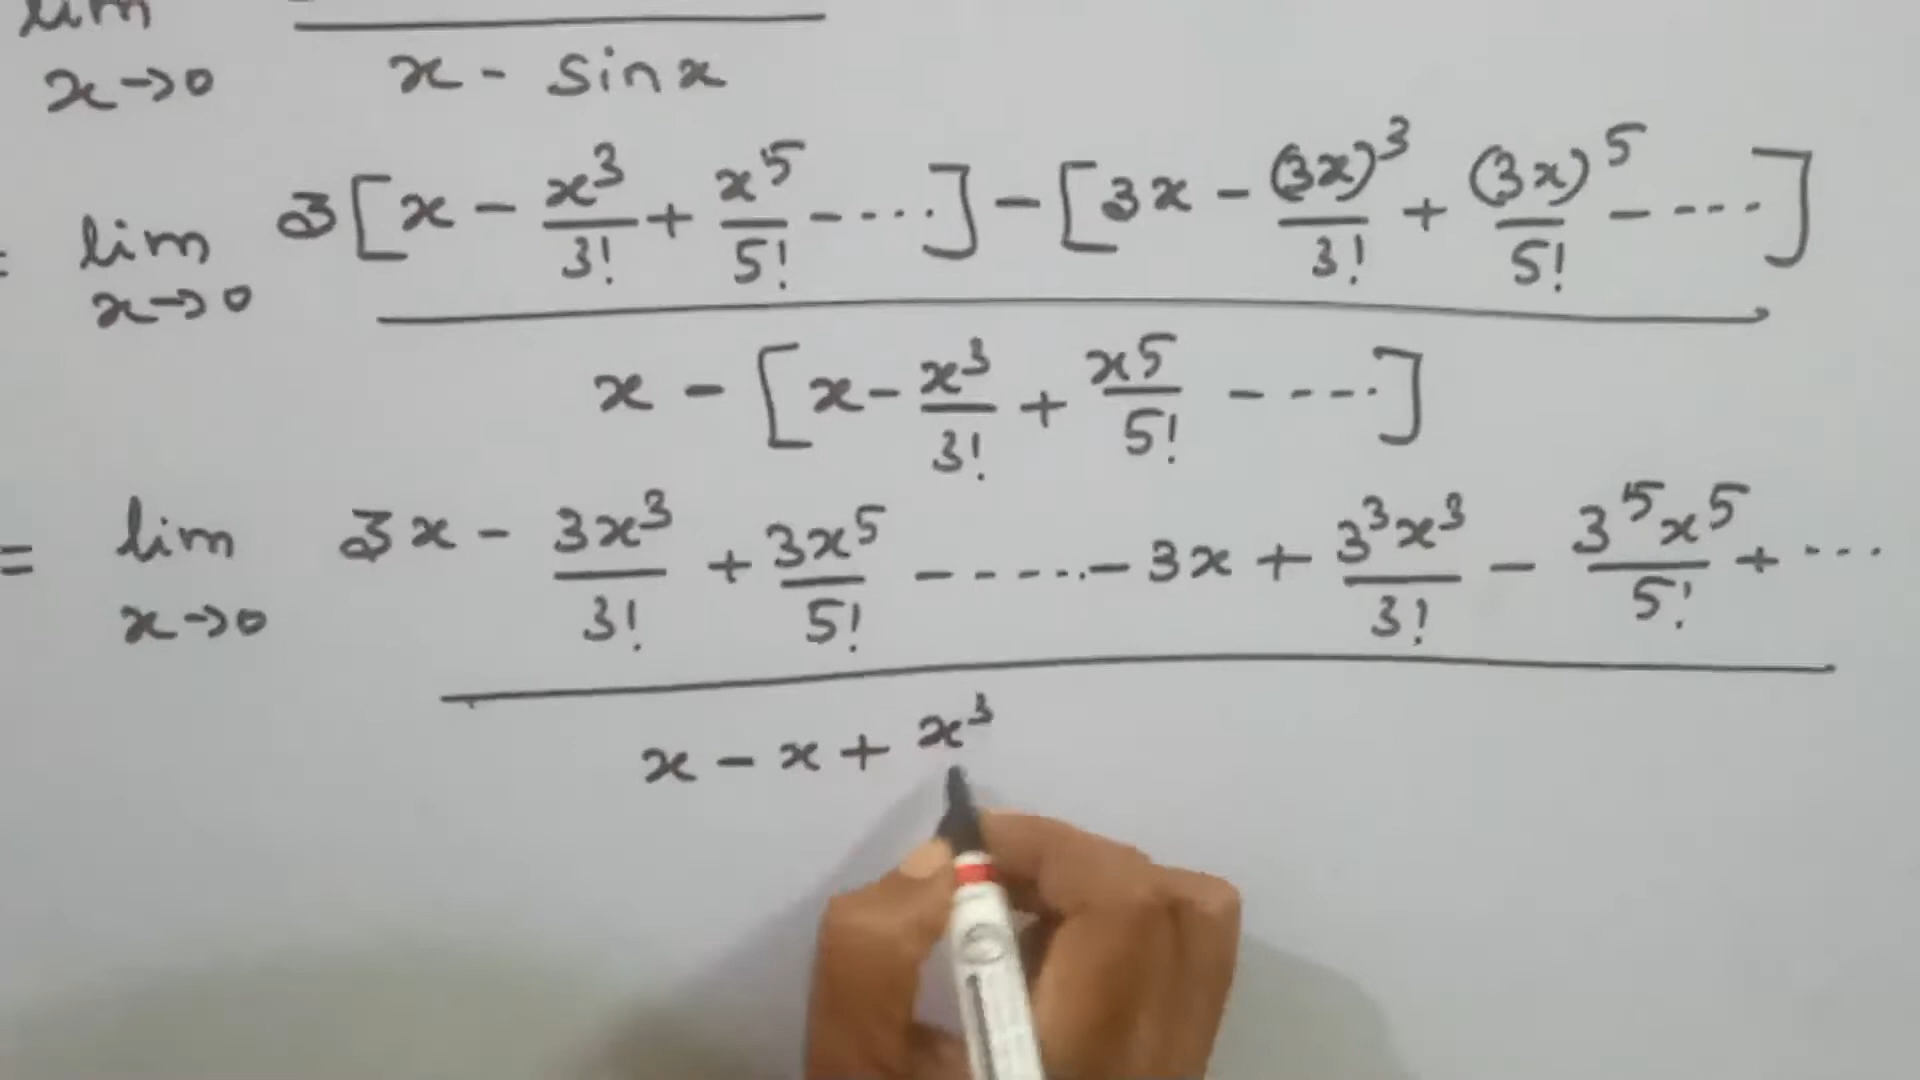 lim
x→0
x - sinx
= lim x→0 3[x - x³/3! + x⁵/5! - ....] - [3x - (3x)³/3! + (3x)⁵/5! - ....]
x - [x - x³/3! + x⁵/5! - ....]
= lim x→0 3x - 3x³/3! + 3x⁵/5! - ..... - 3x + 3³x³/3! - 3⁵x⁵/5! + ...
x - x + x³